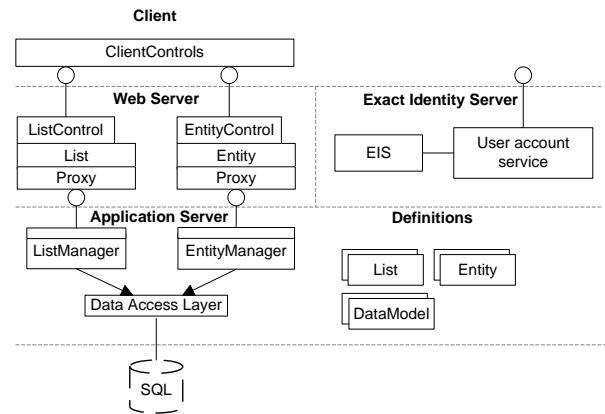 Client
ClientControls
Web Server
Exact Identity Server
ListControl
EntityControl
List
Entity
Proxy
Proxy
EIS
User account
service
Application Server
Definitions
ListManager
EntityManager
List
Entity
Data Access Layer
DataModel
SQL